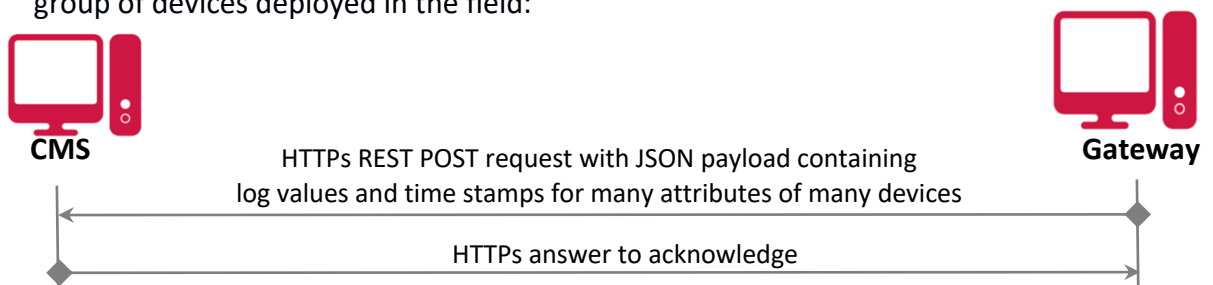 group of devices deployed in the field:
CMS
Gateway
HTTPs REST POST request with JSON payload containing
log values and time stamps for many attributes of many devices
HTTPs answer to acknowledge